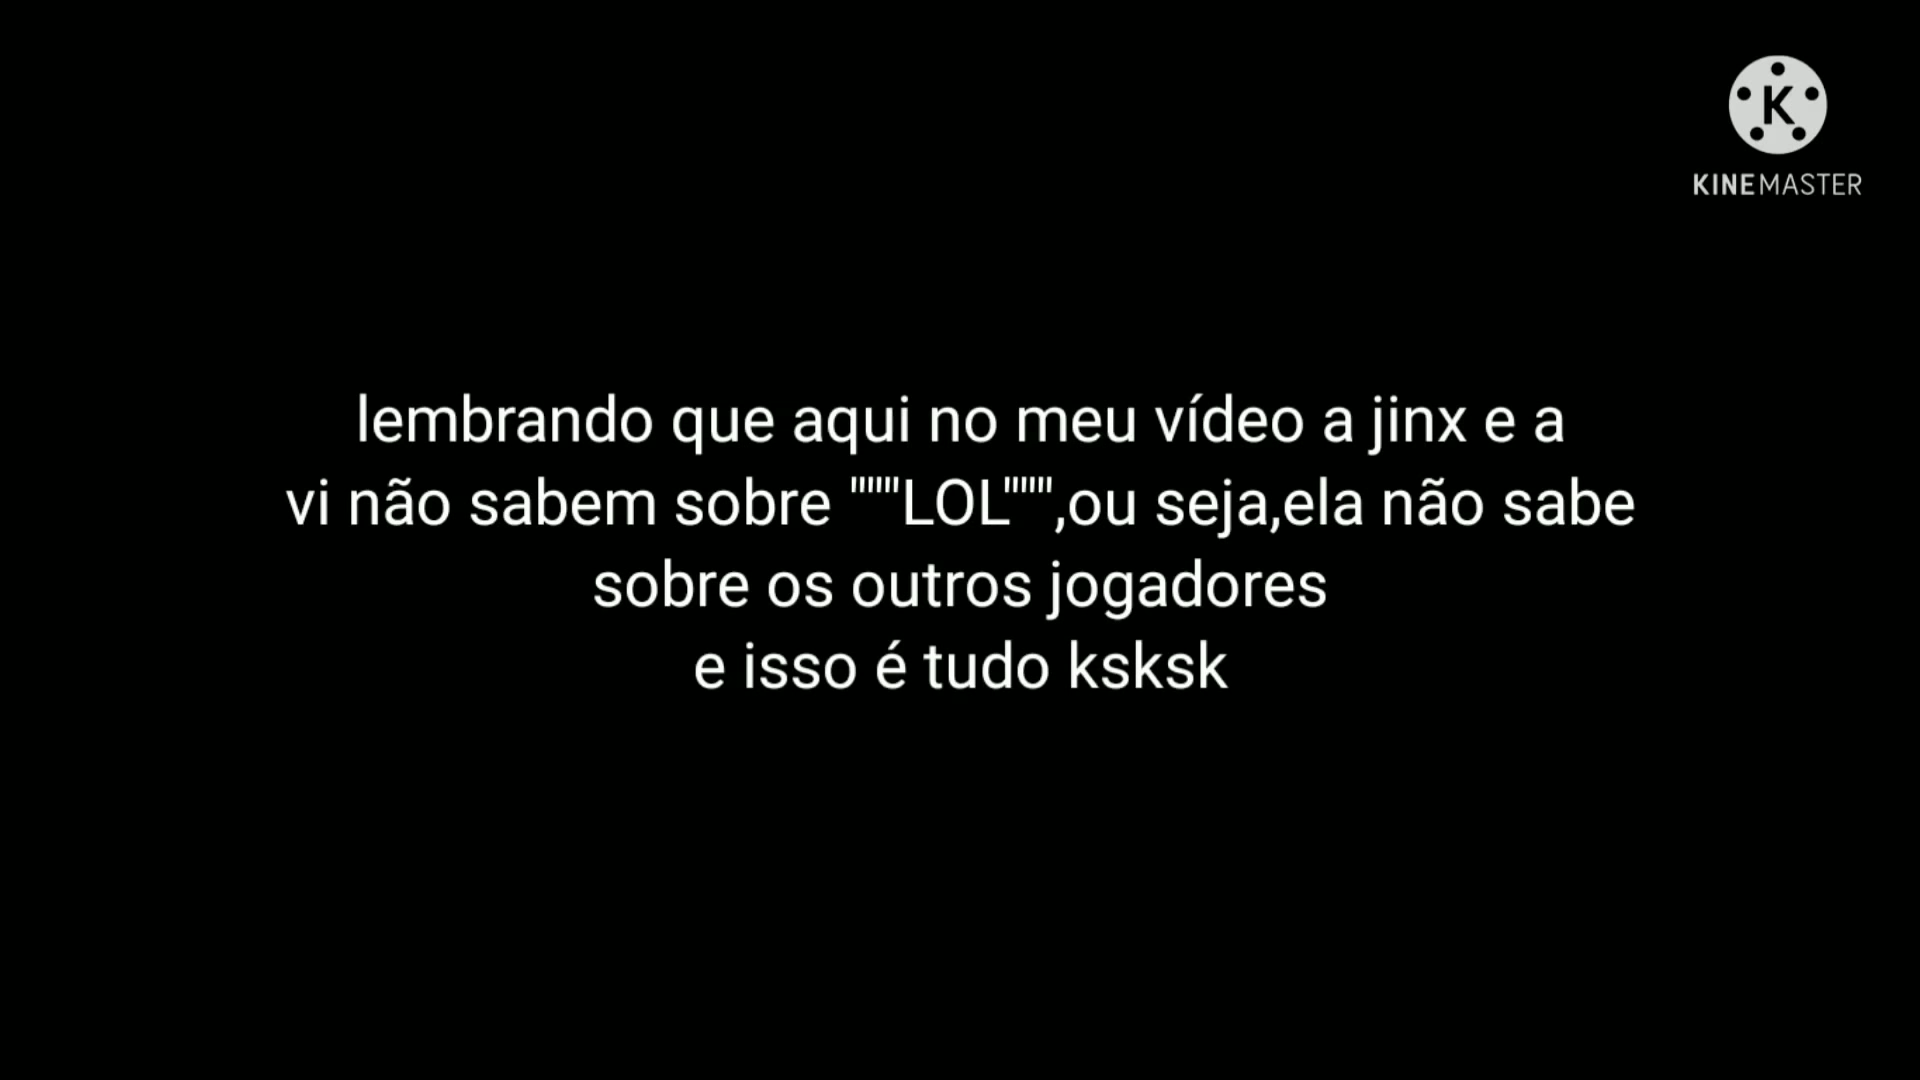 K
KINEMASTER
lembrando que aqui no meu vídeo a jinx e a
vi não sabem sobre """LOL""",ou seja,ela não sabe
sobre os outros jogadores
e isso é tudo ksksk